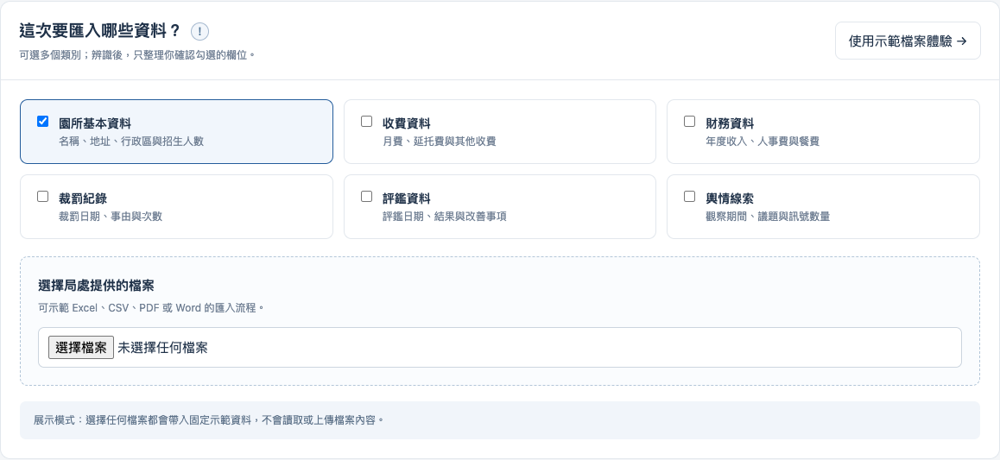 這次要匯入哪些資料？ !
可選多個類別；辨識後，只整理你確認勾選的欄位。
使用示範檔案體驗 →
園所基本資料
名稱、地址、行政區與招生人數
收費資料
月費、延托費與其他收費
財務資料
年度收入、人事費與餐費
裁罰紀錄
裁罰日期、事由與次數
評鑑資料
評鑑日期、結果與改善事項
輿情線索
觀察期間、議題與訊號數量
選擇局處提供的檔案
可示範 Excel、CSV、PDF 或 Word 的匯入流程。
選擇檔案 未選擇任何檔案
展示模式：選擇任何檔案都會帶入固定示範資料，不會讀取或上傳檔案內容。